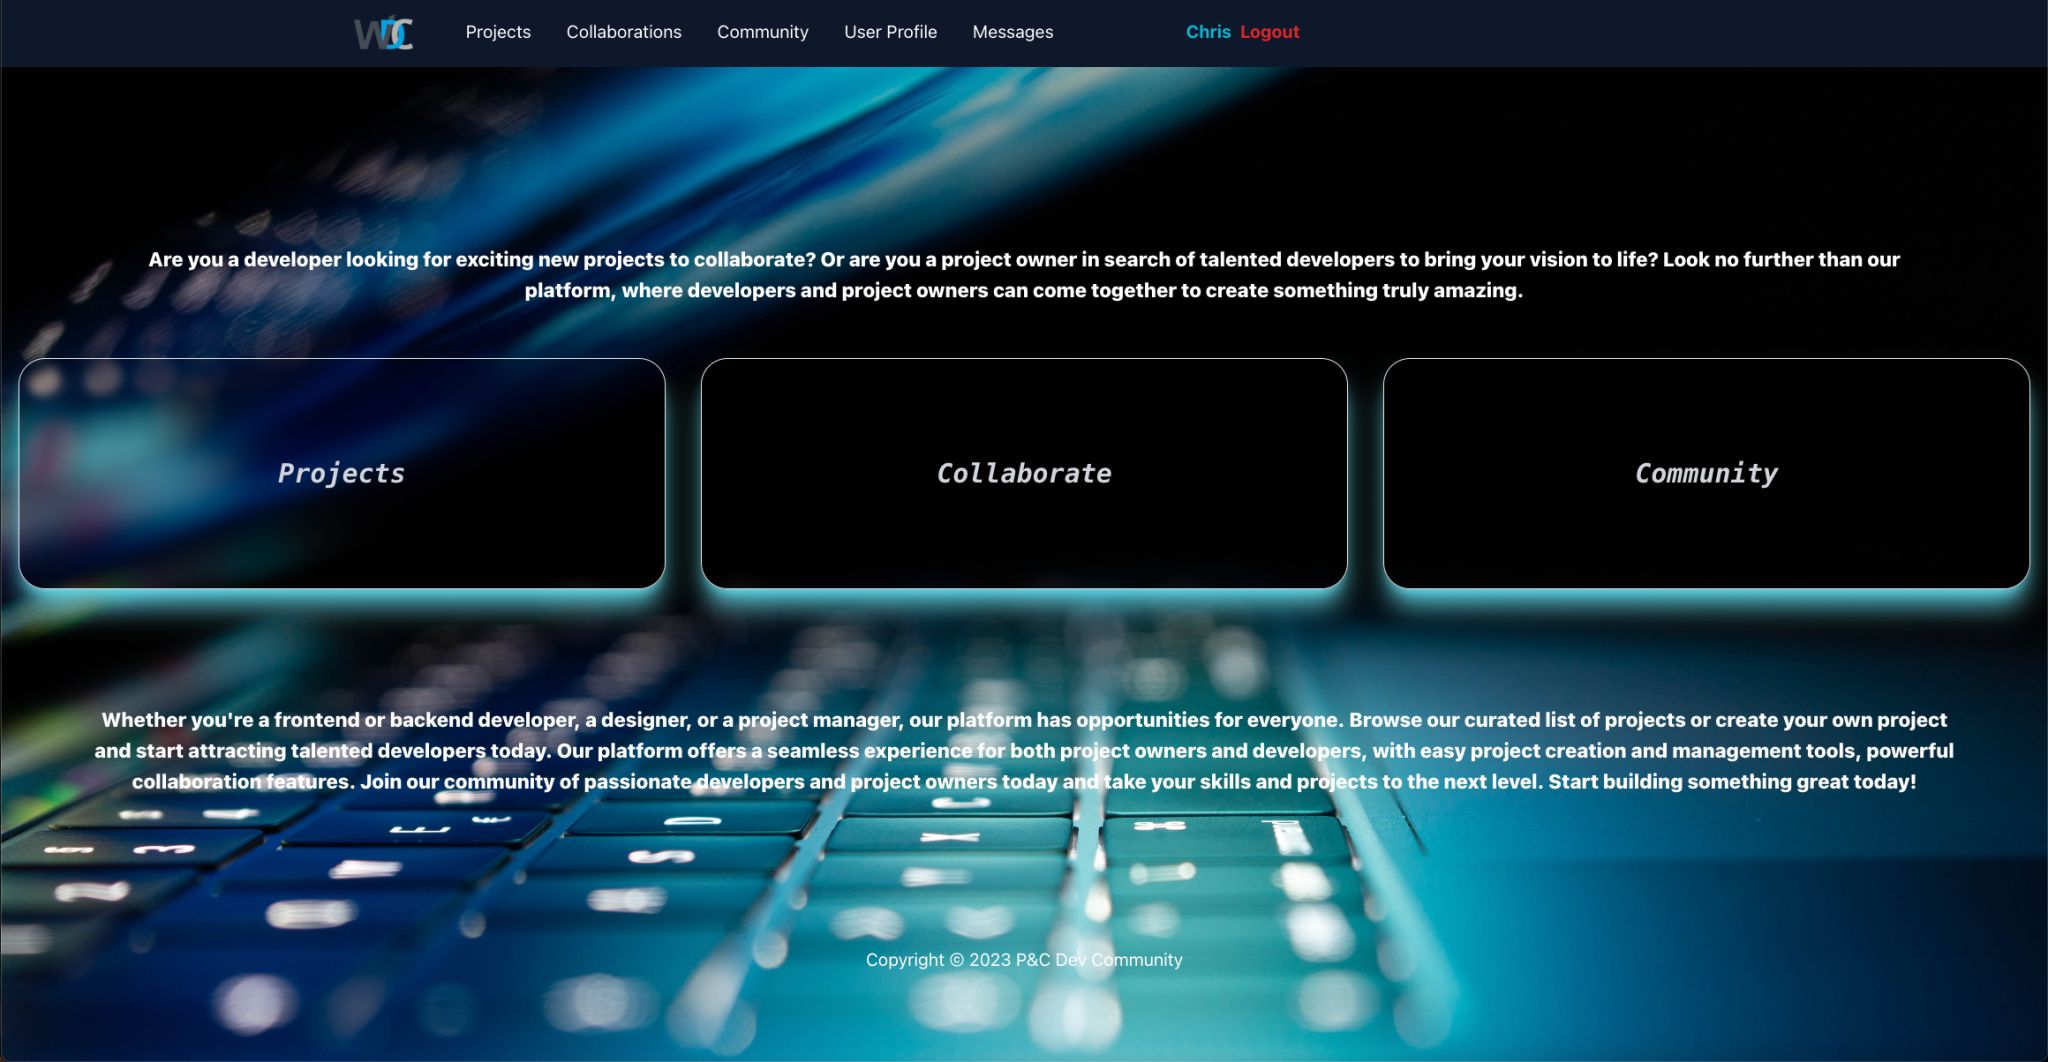 WDC Projects Collaborations Community User Profile Messages Chris Logout
Are you a developer looking for exciting new projects to collaborate? Or are you a project owner in search of talented developers to bring your vision to life? Look no further than our
platform, where developers and project owners can come together to create something truly amazing.
Projects Collaborate Community
Whether you're a frontend or backend developer, a designer, or a project manager, our platform has opportunities for everyone. Browse our curated list of projects or create your own project
and start attracting talented developers today. Our platform offers a seamless experience for both project owners and developers, with easy project creation and management tools, powerful
collaboration features. Join our community of passionate developers and project owners today and take your skills and projects to the next level. Start building something great today!
Copyright © 2023 P&C Dev Community